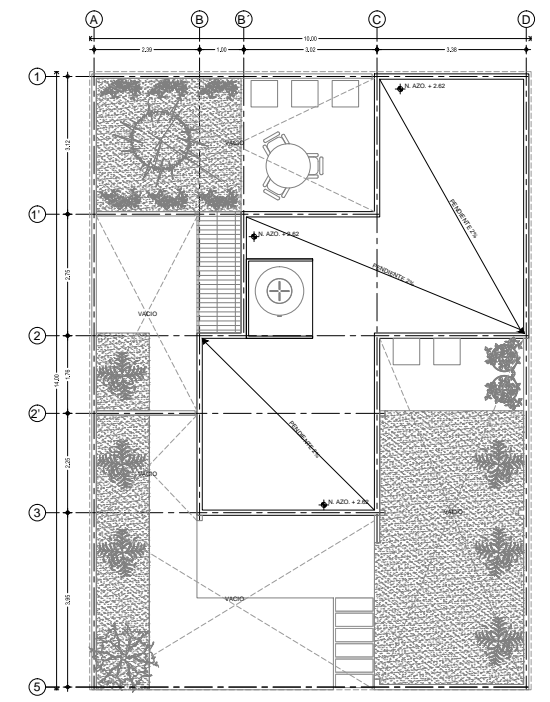 A B B´ C D
10,00
2,39 1,00 3,02 3,38
1
N. AZO. + 2.62
3,12
VACIO
1'
PENDIENTE 2%
N. AZO. + 2.62
PENDIENTE 2%
2,75
VACIO
2
1,76
14,00
2'
PENDIENTE 2%
2,25
VACIO
N. AZO. + 2.62
VACIO
3
3,95
VACIO
5